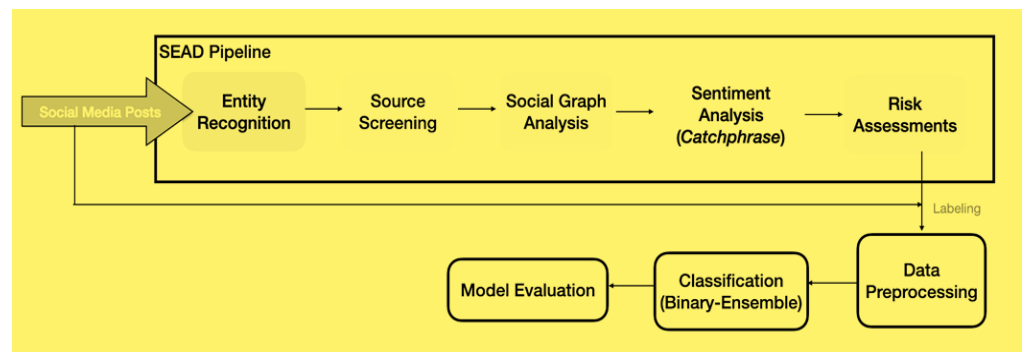 SEAD Pipeline
Social Media Posts
Entity
Recognition
Source
Screening
Social Graph
Analysis
Sentiment
Analysis
(Catchphrase)
Risk
Assessments
Labeling
Data
Preprocessing
Classification
(Binary-Ensemble)
Model Evaluation